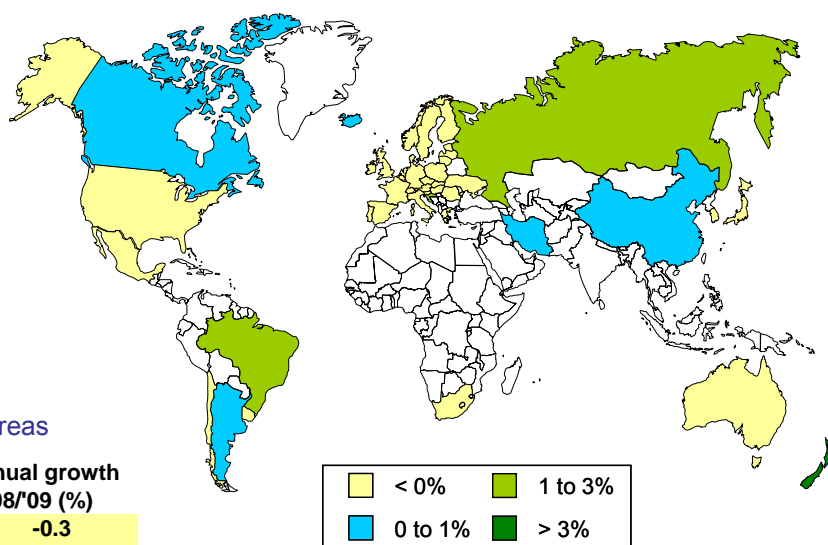 reas
nual growth
08/'09 (%)
-0.3
< 0%
1 to 3%
0 to 1%
> 3%